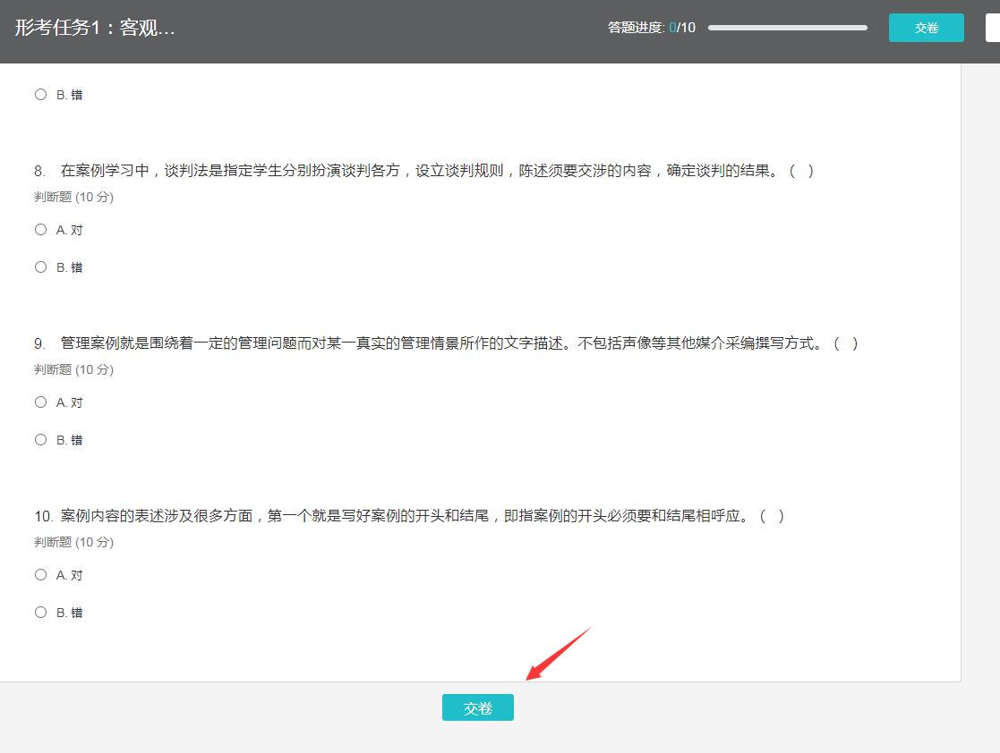 形考任务1：客观...
答题进度: 0/10
交卷
B. 错
8. 在案例学习中，谈判法是指定学生分别扮演谈判各方，设立谈判规则，陈述须要交涉的内容，确定谈判的结果。（ ）
判断题 (10 分)
A. 对
B. 错
9. 管理案例就是围绕着一定的管理问题而对某一真实的管理情景所作的文字描述。不包括声像等其他媒介采编撰写方式。（ ）
判断题 (10 分)
A. 对
B. 错
10. 案例内容的表述涉及很多方面，第一个就是写好案例的开头和结尾，即指案例的开头必须要和结尾相呼应。（ ）
判断题 (10 分)
A. 对
B. 错
交卷